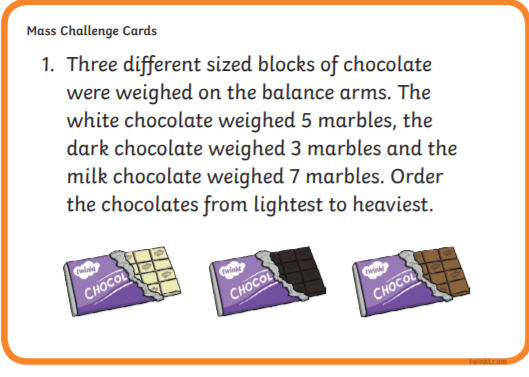 Mass Challenge Cards
1. Three different sized blocks of chocolate
were weighed on the balance arms. The
white chocolate weighed 5 marbles, the
dark chocolate weighed 3 marbles and the
milk chocolate weighed 7 marbles. Order
the chocolates from lightest to heaviest.
twinkl
CHOCOL
twinkl
CHOCOL
twinkl
CHOCOL
twinkl.com